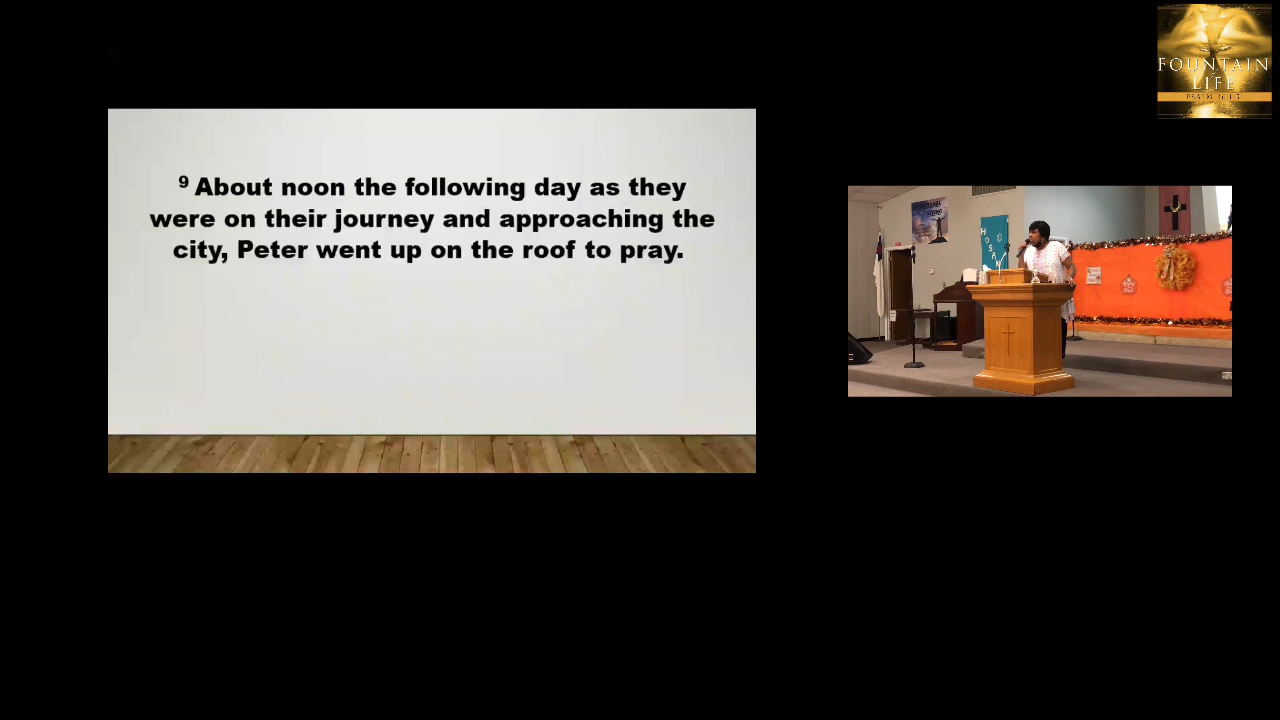 FOUNTAIN
LIFE
⁹ About noon the following day as they
were on their journey and approaching the
city, Peter went up on the roof to pray.
HOSAN